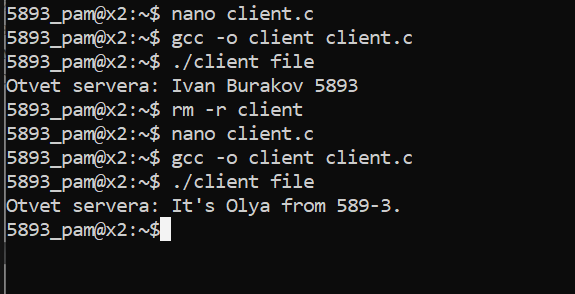 5893_pam@x2:~$ nano client.c
5893_pam@x2:~$ gcc -o client client.c
5893_pam@x2:~$ ./client file
Otvet servera: Ivan Burakov 5893
5893_pam@x2:~$ rm -r client
5893_pam@x2:~$ nano client.c
5893_pam@x2:~$ gcc -o client client.c
5893_pam@x2:~$ ./client file
Otvet servera: It's Olya from 589-3.
5893_pam@x2:~$